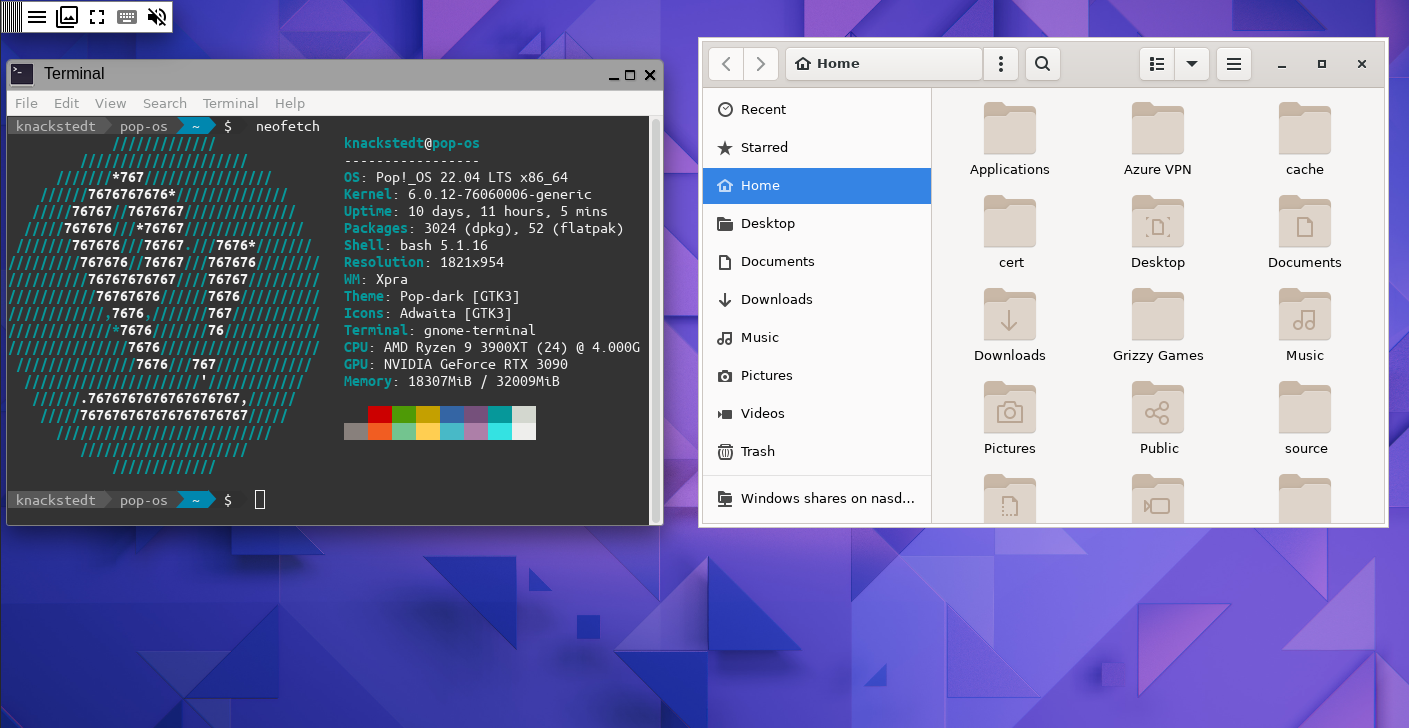 Terminal
File Edit View Search Terminal Help
knackstedt pop-os ~ $ neofetch
/////////////
/////////////////////
///////*767////////////////
//////7676767676*//////////////
/////76767//7676767//////////////
/////767676///*76767///////////////
///////767676///76767.///7676*///////
/////////767676//76767///767676////////
//////////76767676767////76767/////////
///////////76767676//////7676//////////
////////////,7676,///////767///////////
/////////////*7676///////76////////////
///////////////7676////////////////////
///////////////7676///767////////////
//////////////////////'////////////
//////.7676767676767676767,//////
/////767676767676767676767/////
///////////////////////////
/////////////////////
/////////////
knackstedt@pop-os
-----------------
OS: Pop!_OS 22.04 LTS x86_64
Kernel: 6.0.12-76060006-generic
Uptime: 10 days, 11 hours, 5 mins
Packages: 3024 (dpkg), 52 (flatpak)
Shell: bash 5.1.16
Resolution: 1821x954
WM: Xpra
Theme: Pop-dark [GTK3]
Icons: Adwaita [GTK3]
Terminal: gnome-terminal
CPU: AMD Ryzen 9 3900XT (24) @ 4.000G
GPU: NVIDIA GeForce RTX 3090
Memory: 18307MiB / 32009MiB
knackstedt pop-os ~ $
Home
Recent
Starred
Home
Desktop
Documents
Downloads
Music
Pictures
Videos
Trash
Windows shares on nasd...
Applications Azure VPN cache
cert Desktop Documents
Downloads Grizzy Games Music
Pictures Public source